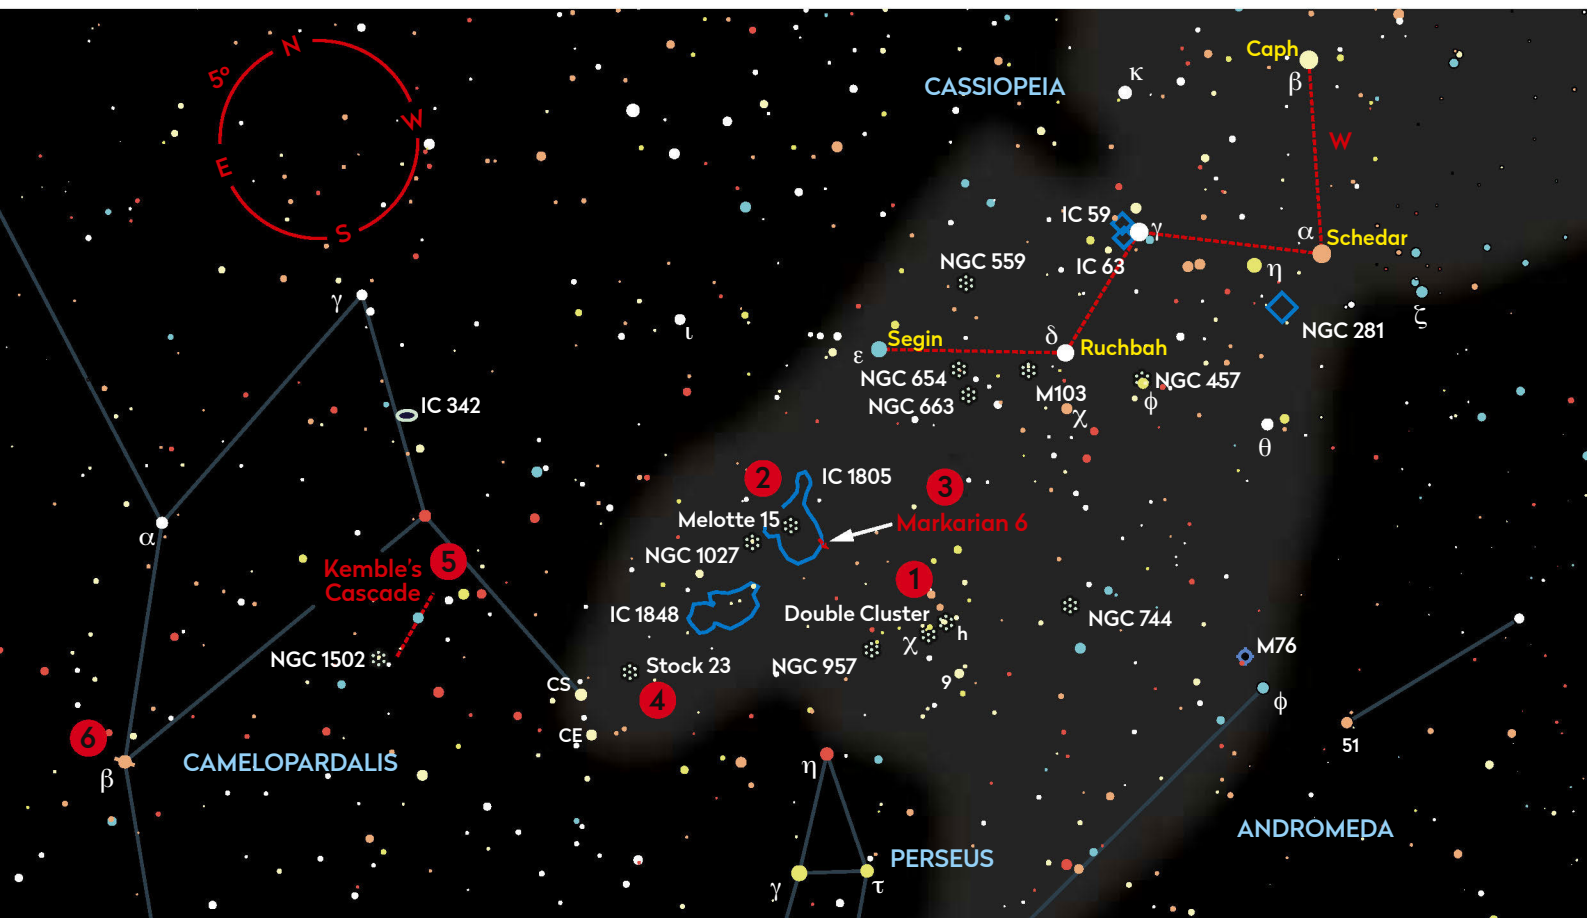 N
5°
W
E
S
CASSIOPEIA
κ
Caph
β
W
IC 59
γ
α
Schedar
NGC 559
IC 63
η
ζ
NGC 281
γ
ι
Segin
ε
δ
Ruchbah
NGC 654
NGC 663
M103
χ
NGC 457
ϕ
θ
IC 342
2
IC 1805
3
Melotte 15
Markarian 6
NGC 1027
α
Kemble's
Cascade
5
1
IC 1848
Double Cluster
h
χ
NGC 744
NGC 1502
Stock 23
NGC 957
9
M76
ϕ
CS
4
CE
51
6
β
CAMELOPARDALIS
η
ANDROMEDA
PERSEUS
γ
τ